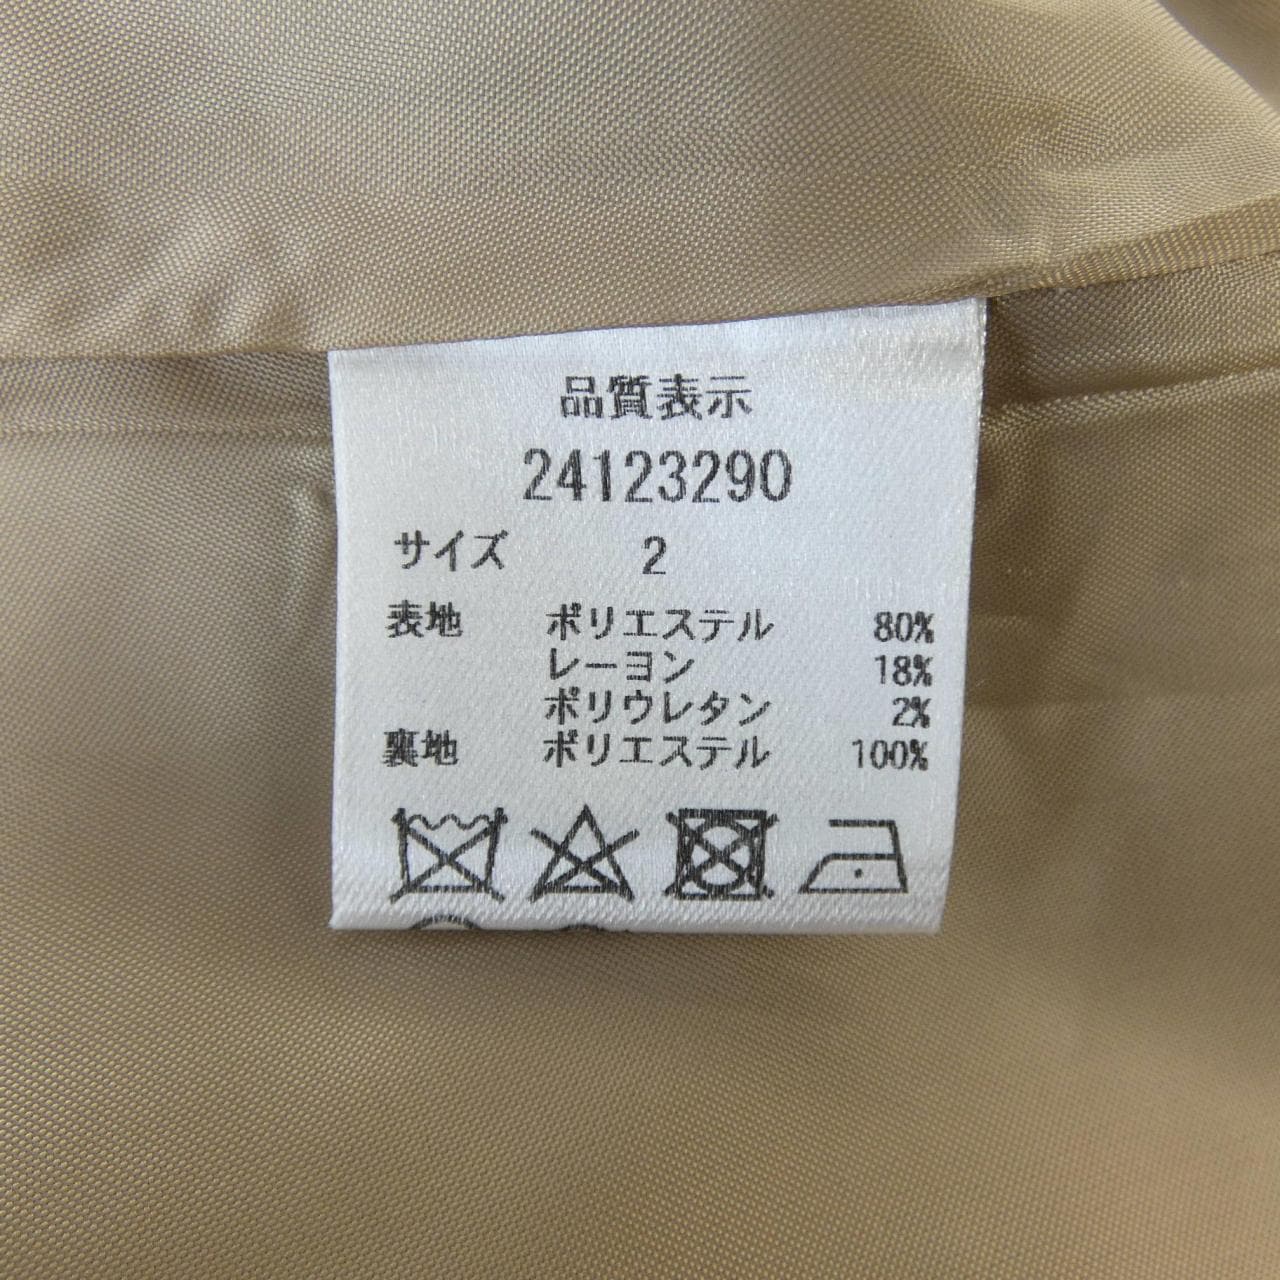 品質表示
24123290
サイズ 2
表地 ポリエステル 80%
レーヨン 18%
ポリウレタン 2%
裏地 ポリエステル 100%